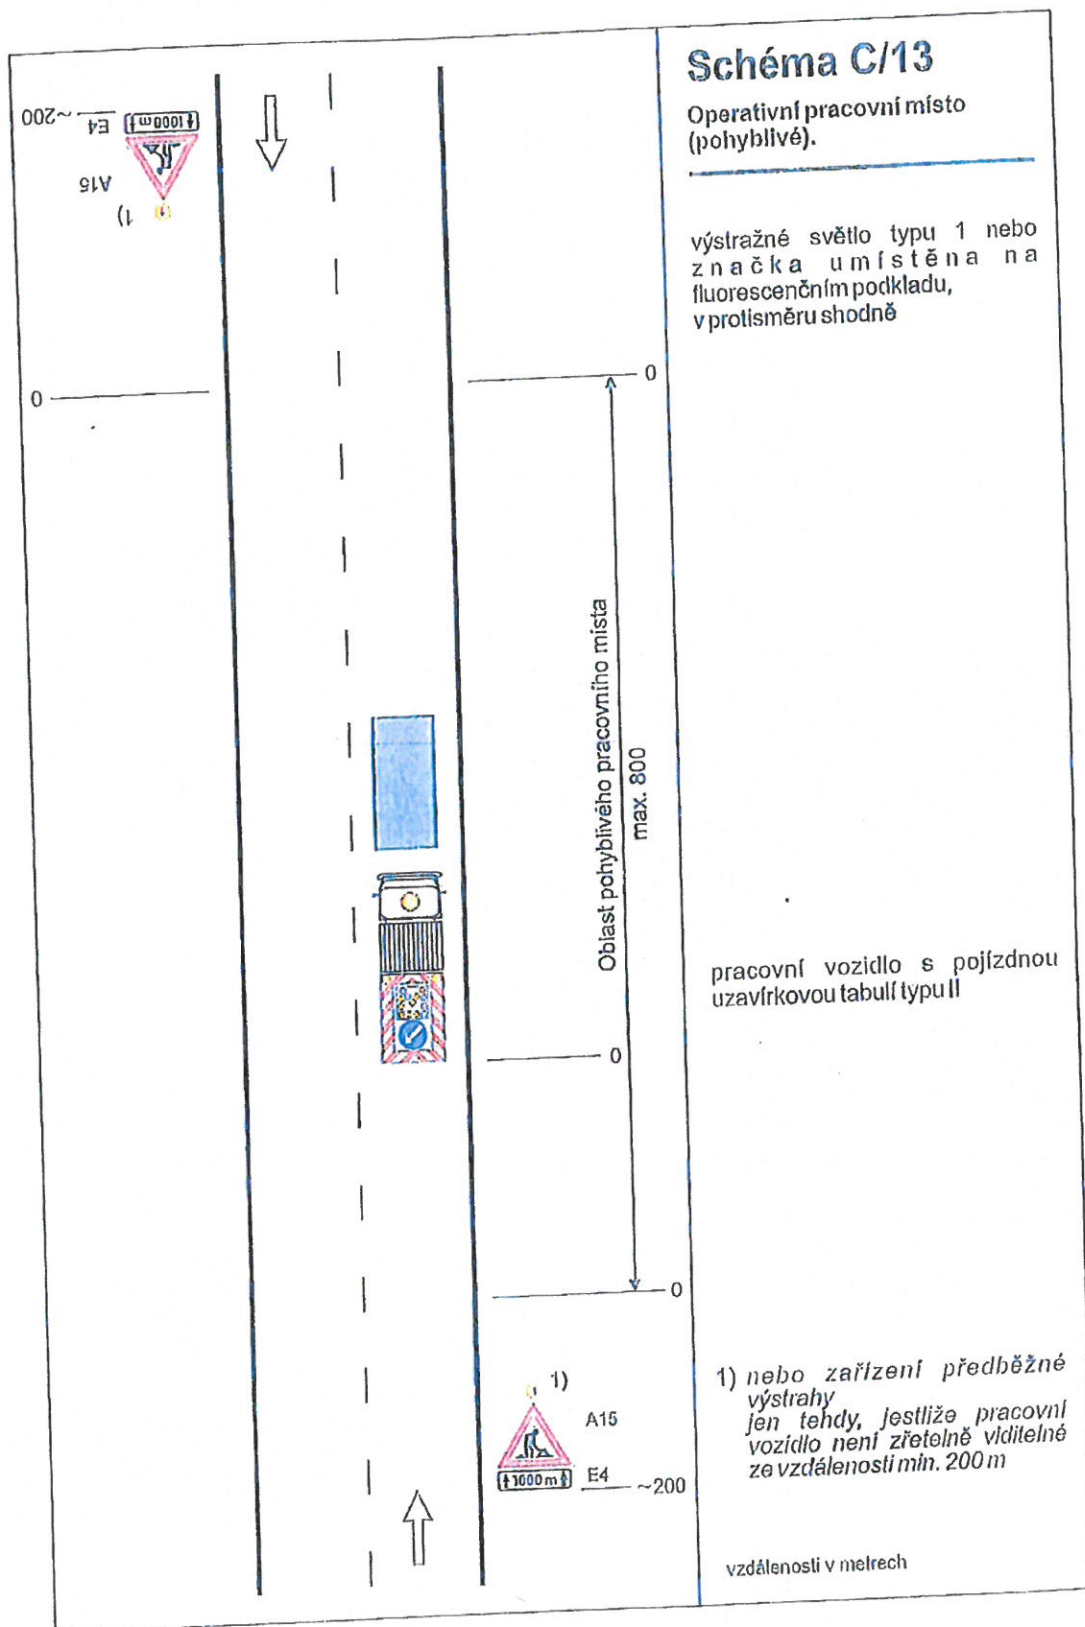 Schéma C/13
Operativní pracovní místo
(pohyblivé).
výstražné světlo typu 1 nebo
značka umístěna na
fluorescenčním podkladu,
v protisměru shodně
~200
E4
1000 m
A15
1)
0
0
Oblast pohyblivého pracovního místa
max. 800
pracovní vozidlo s pojízdnou
uzavírkovou tabulí typu II
0
0
1)
A15
1000 m
E4
~200
1) nebo zařízení předběžné
výstrahy
jen tehdy, jestliže pracovní
vozidlo není zřetelně viditelné
ze vzdálenosti min. 200 m
vzdálenosti v metrech